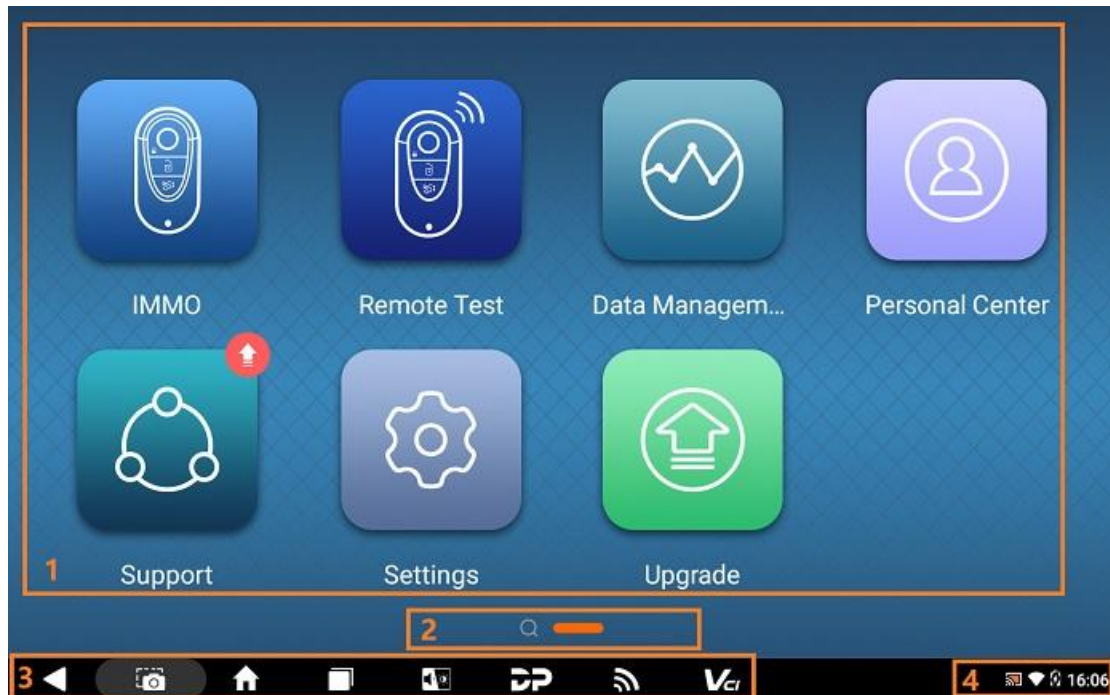 IMMO
Remote Test
Data Managem...
Personal Center
1
Support
Settings
Upgrade
2
3
DP
VCI
4
16:06